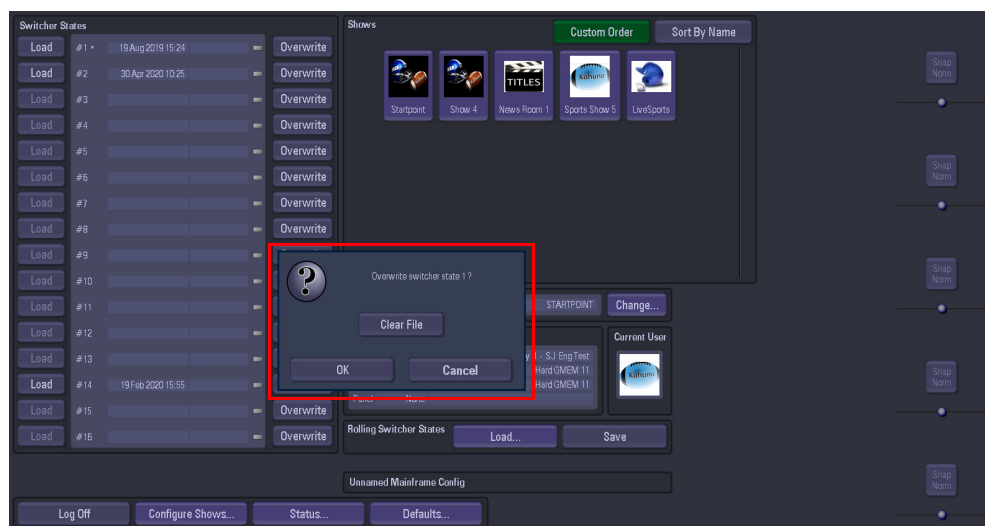 Switcher States
Load #1 • 19 Aug 2019 15:24 Overwrite
Load #2 30 Apr 2020 10:25 Overwrite
Load #3 Overwrite
Load #4 Overwrite
Load #5 Overwrite
Load #6 Overwrite
Load #7 Overwrite
Load #8 Overwrite
Load #9
Load #10
Load #11
Load #12
Load #13
Load #14 19 Feb 2020 15:55
Load #15 Overwrite
Load #16 Overwrite
Shows
Custom Order Sort By Name
TITLES Kahuna
Startpoint Show 4 News Room 1 Sports Show 5 LiveSports
Overwrite switcher state 1 ?
Clear File
OK Cancel
STARTPOINT Change...
- SJ Eng Test
Hard GMEM 11
Hard GMEM 11
None
Current User
Kahuna
Rolling Switcher States Load... Save
Unnamed Mainframe Config
Log Off Configure Shows... Status... Defaults...
Snap
Norm
Snap
Norm
Snap
Norm
Snap
Norm
Snap
Norm